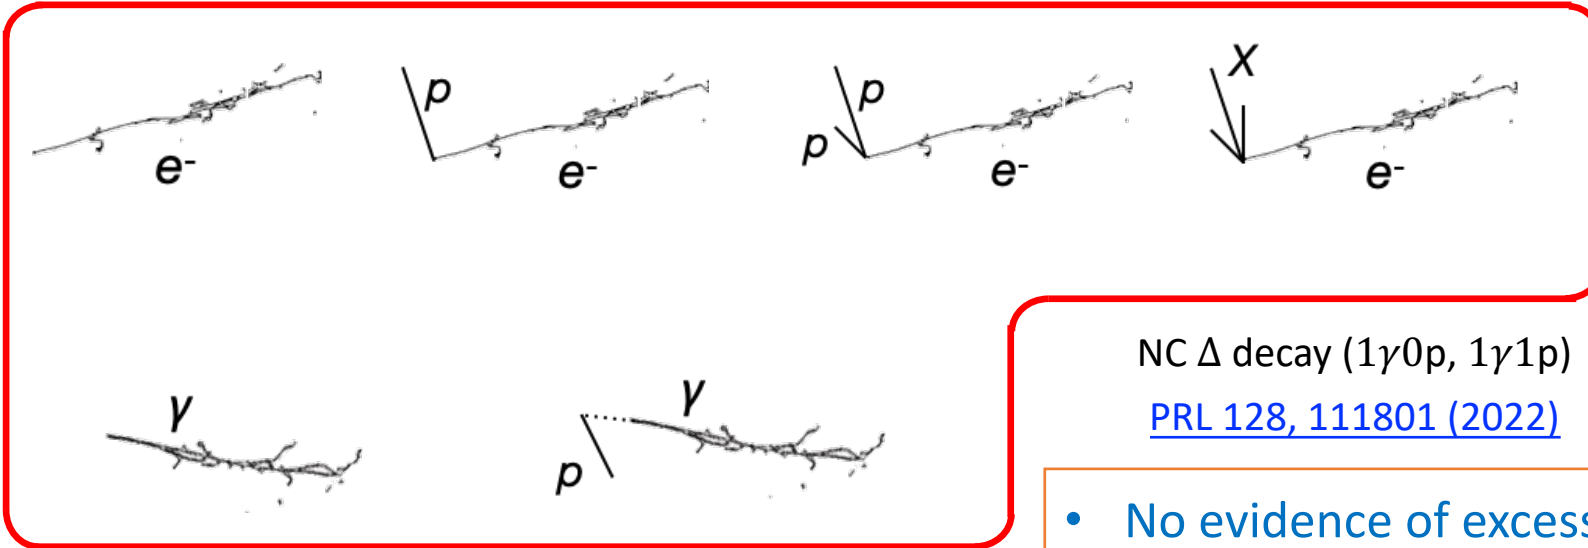 e-
p
e-
p
p
e-
X
e-
γ
γ
p
NC Δ decay (1γ0p, 1γ1p)
PRL 128, 111801 (2022)
• No evidence of excess